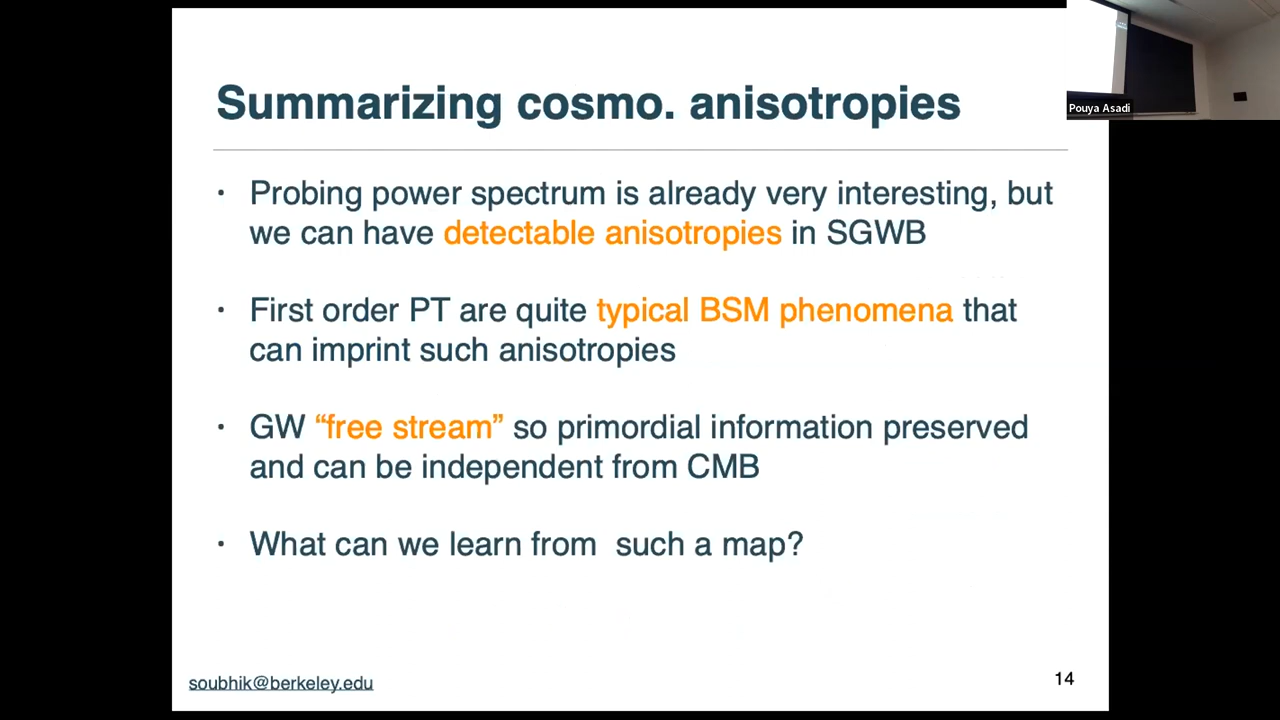 Summarizing cosmo. anisotropies
Pouya Asadi
• Probing power spectrum is already very interesting, but
we can have detectable anisotropies in SGWB
• First order PT are quite typical BSM phenomena that
can imprint such anisotropies
• GW “free stream” so primordial information preserved
and can be independent from CMB
• What can we learn from  such a map?
soubhik@berkeley.edu
14